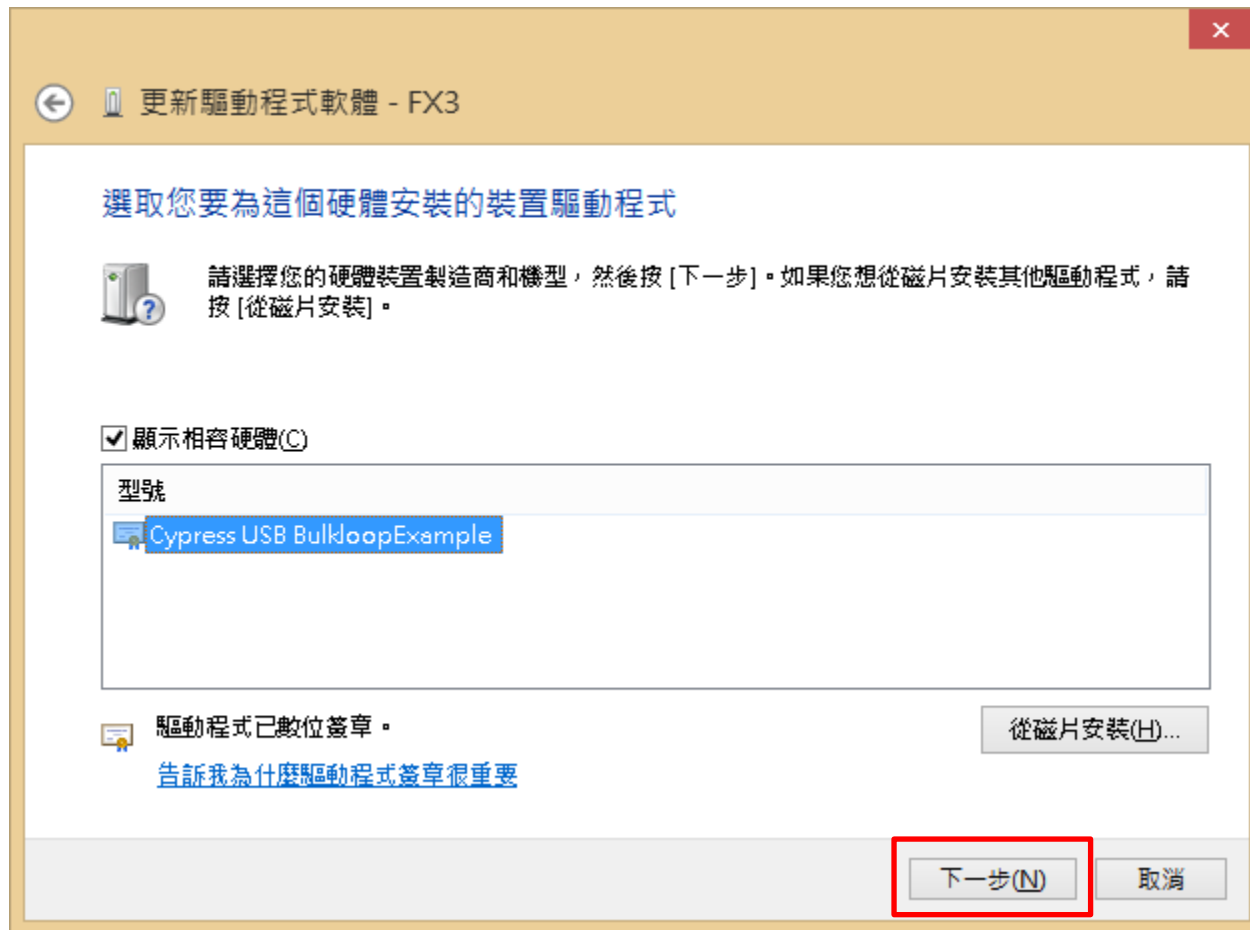 更新驅動程式軟體 - FX3
選取您要為這個硬體安裝的裝置驅動程式
請選擇您的硬體裝置製造商和機型，然後按 [下一步]。如果您想從磁片安裝其他驅動程式，請
按 [從磁片安裝]。
顯示相容硬體(C)
型號
Cypress USB BulkloopExample
驅動程式已數位簽章。
從磁片安裝(H)...
告訴我為什麼驅動程式簽章很重要
下一步(N)
取消